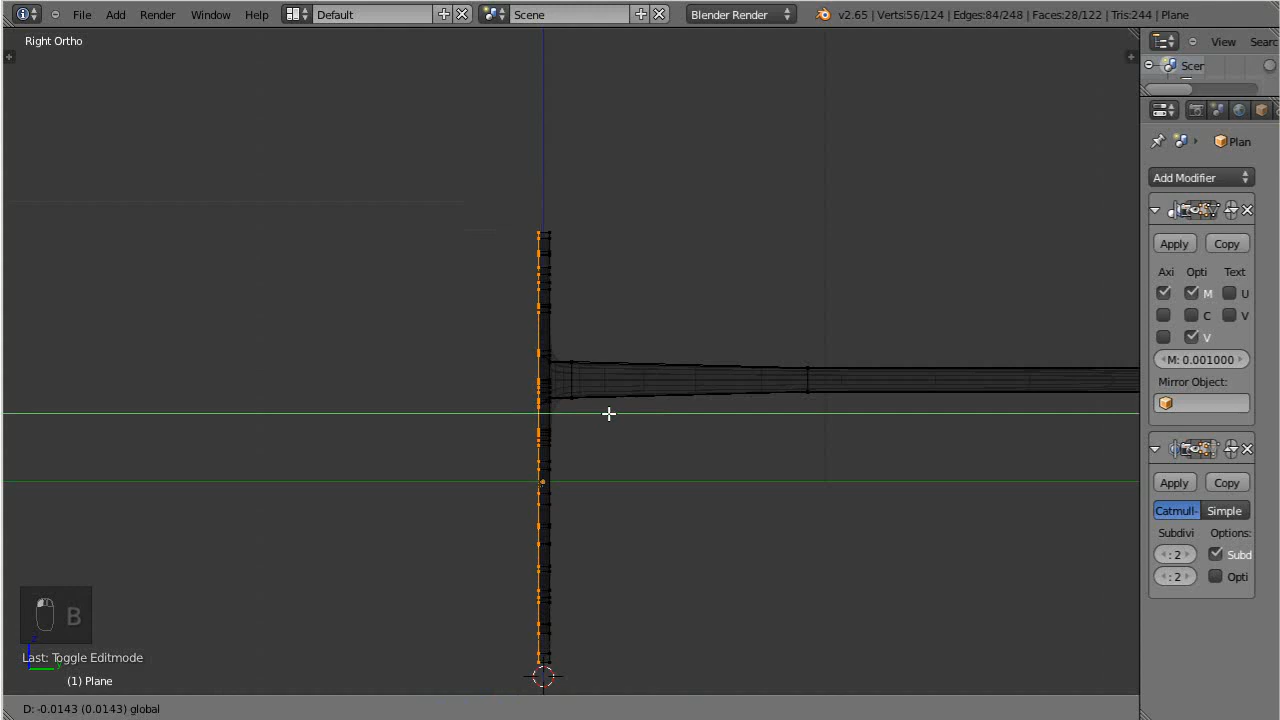 File Add Render Window Help Default Scene Blender Render v2.65 | Verts:56/124 | Edges:84/248 | Faces:28/122 | Tris:244 | Plane
Right Ortho
View Searc
Scer
Plan
Add Modifier
Apply Copy
Axi Opti Text
M U
C V
V
M: 0.001000
Mirror Object:
Apply Copy
Catmull- Simple
Subdivi Options:
: 2 Subd
: 2 Opti
B
z
Last: Toggle Editmode
y
(1) Plane
D: -0.0143 (0.0143) global